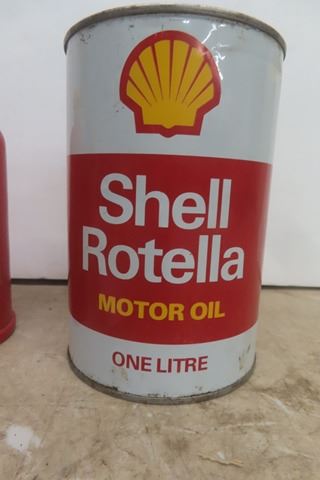 Shell
Rotella
MOTOR OIL
ONE LITRE